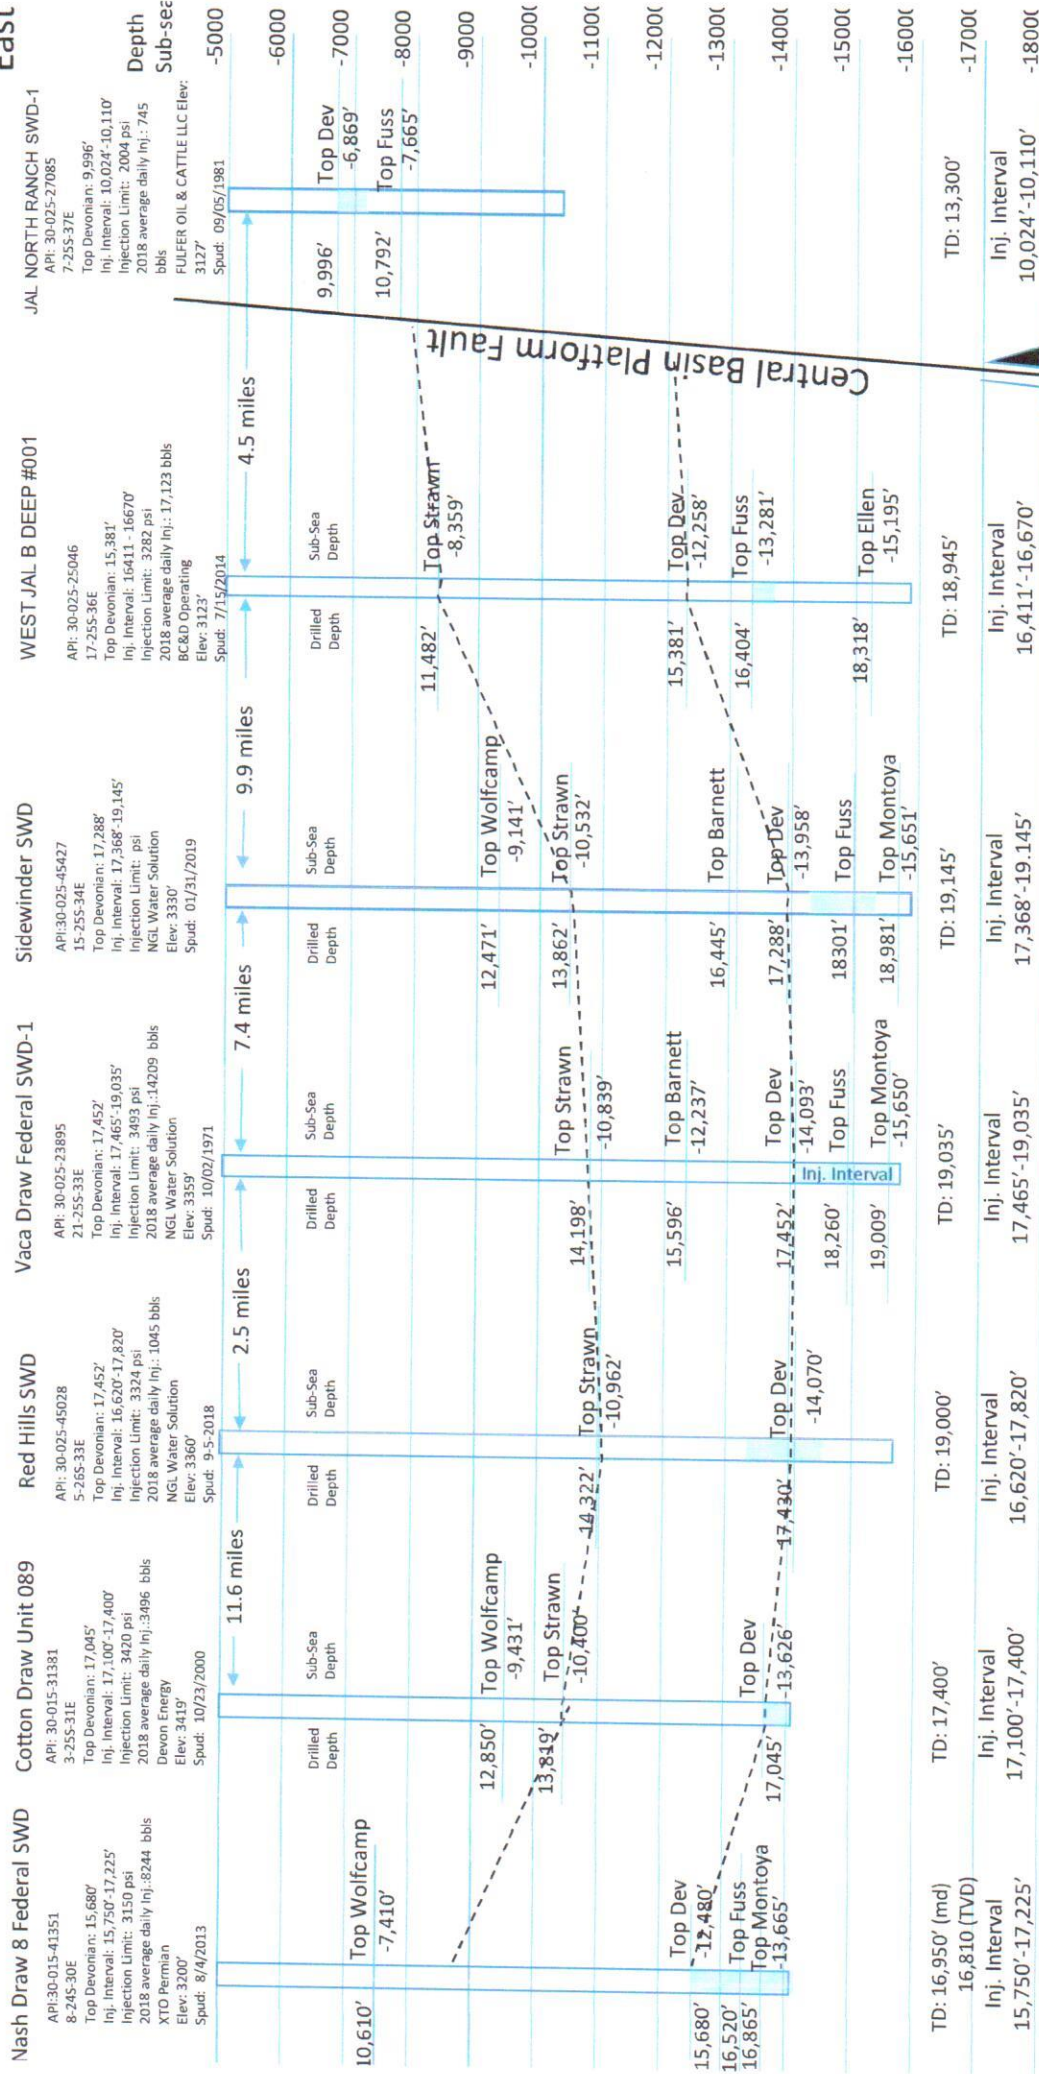 East
Nash Draw 8 Federal SWD
API:30-015-41351
8-24S-30E
Top Devonian: 15,680'
Inj. Interval: 15,750'-17,225'
Injection Limit: 3150 psi
2018 average daily Inj.:8244 bbls
XTO Permian
Elev: 3200'
Spud: 8/4/2013
Top Wolfcamp
-7,410'
10,610'
Top Dev
-12,480'
Top Fuss
Top Montoya
-13,665'
15,680'
16,520'
16,865'
TD: 16,950' (md)
16,810 (TVD)
Inj. Interval
15,750'-17,225'
Cotton Draw Unit 089
API: 30-015-31381
3-25S-31E
Top Devonian: 17,045'
Inj. Interval: 17,100'-17,400'
Injection Limit: 3420 psi
2018 average daily Inj.:3496 bbls
Devon Energy
Elev: 3419'
Spud: 10/23/2000
11.6 miles
Drilled
Depth
Sub-Sea
Depth
12,850'
Top Wolfcamp
-9,431'
13,819'
Top Strawn
-10,400'
17,045'
Top Dev
-13,626'
TD: 17,400'
Inj. Interval
17,100'-17,400'
Red Hills SWD
API: 30-025-45028
5-26S-33E
Top Devonian: 17,452'
Inj. Interval: 16,620'-17,820'
Injection Limit: 3324 psi
2018 average daily Inj.: 1045 bbls
NGL Water Solution
Elev: 3360'
Spud: 9-5-2018
2.5 miles
Drilled
Depth
Sub-Sea
Depth
14,322'
Top Strawn
-10,962'
17,430'
Top Dev
-14,070'
TD: 19,000'
Inj. Interval
16,620'-17,820'
Vaca Draw Federal SWD-1
API: 30-025-23895
21-25S-33E
Top Devonian: 17,452'
Inj. Interval: 17,465'-19,035'
Injection Limit: 3493 psi
2018 average daily Inj.:14209 bbls
NGL Water Solution
Elev: 3359'
Spud: 10/02/1971
7.4 miles
Drilled
Depth
Sub-Sea
Depth
14,198'
Top Strawn
-10,839'
15,596'
Top Barnett
-12,237'
17,452'
Top Dev
-14,093'
Inj. Interval
18,260'
Top Fuss
19,009'
Top Montoya
-15,650'
TD: 19,035'
Inj. Interval
17,465'-19,035'
Sidewinder SWD
API:30-025-45427
15-25S-34E
Top Devonian: 17,288'
Inj. Interval: 17,368'-19,145'
Injection Limit: psi
NGL Water Solution
Elev: 3330'
Spud: 01/31/2019
9.9 miles
Drilled
Depth
Sub-Sea
Depth
12,471'
Top Wolfcamp
-9,141'
13,862'
Top Strawn
-10,532'
16,445'
Top Barnett
17,288'
Top Dev
-13,958'
18301'
Top Fuss
18,981'
Top Montoya
-15,651'
TD: 19,145'
Inj. Interval
17,368'-19.145'
WEST JAL B DEEP #001
API: 30-025-25046
17-25S-36E
Top Devonian: 15,381'
Inj. Interval: 16411 - 16670'
Injection Limit: 3282 psi
2018 average daily Inj.: 17,123 bbls
BC&D Operating
Elev: 3123'
Spud: 7/15/2014
4.5 miles
Drilled
Depth
Sub-Sea
Depth
11,482'
Top Strawn
-8,359'
15,381'
Top Dev
-12,258'
16,404'
Top Fuss
-13,281'
18,318'
Top Ellen
-15,195'
TD: 18,945'
Inj. Interval
16,411'-16,670'
Central Basin Platform Fault
JAL NORTH RANCH SWD-1
API: 30-025-27085
7-25S-37E
Top Devonian: 9,996'
Inj. Interval: 10,024'-10,110'
Injection Limit: 2004 psi
2018 average daily Inj.: 745
bbls
FULFER OIL & CATTLE LLC Elev:
3127'
Spud: 09/05/1981
9,996'
Top Dev
-6,869'
10,792'
Top Fuss
-7,665'
TD: 13,300'
Inj. Interval
10,024'-10,110'
Depth
Sub-sea
-5000
-6000
-7000
-8000
-9000
-10000
-11000
-12000
-13000
-14000
-15000
-16000
-17000
-18000